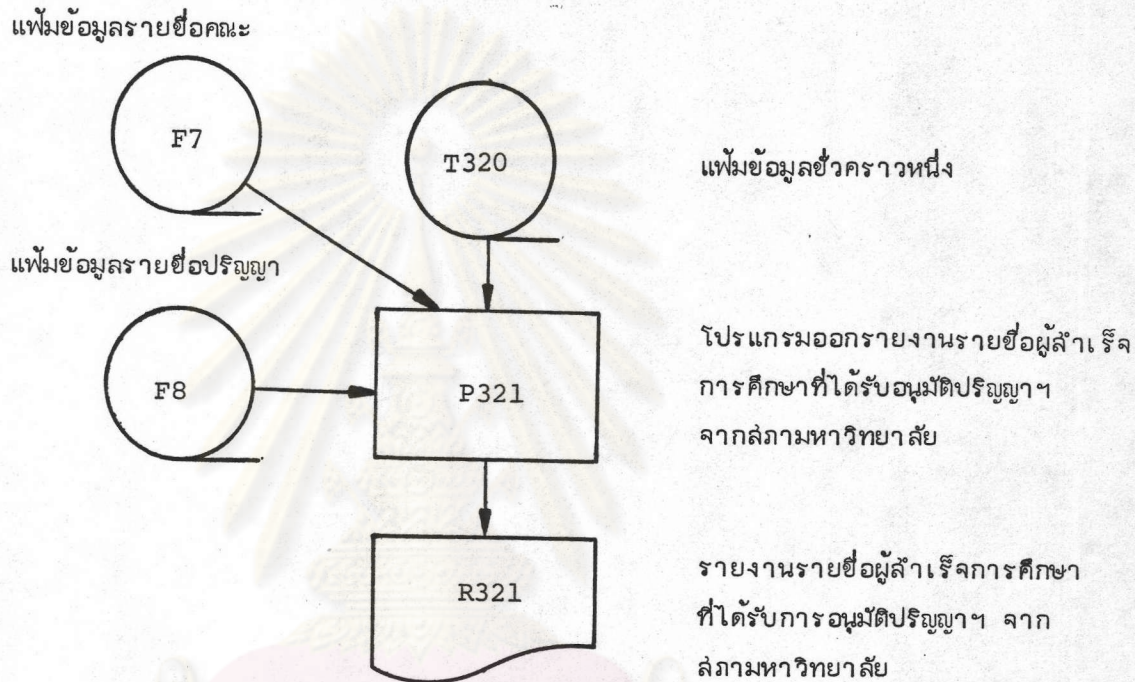 แฟ้มข้อมูลรายชื่อคณะ
F7
T320
แฟ้มข้อมูลชั่วคราวหนึ่ง
แฟ้มข้อมูลรายชื่อปริญญา
F8
P321
โปรแกรมออกรายงานรายชื่อผู้สำเร็จ
การศึกษาที่ได้รับอนุมัติปริญญาฯ
จากสภามหาวิทยาลัย
R321
รายงานรายชื่อผู้สำเร็จการศึกษา
ที่ได้รับการอนุมัติปริญญาฯ จาก
สภามหาวิทยาลัย